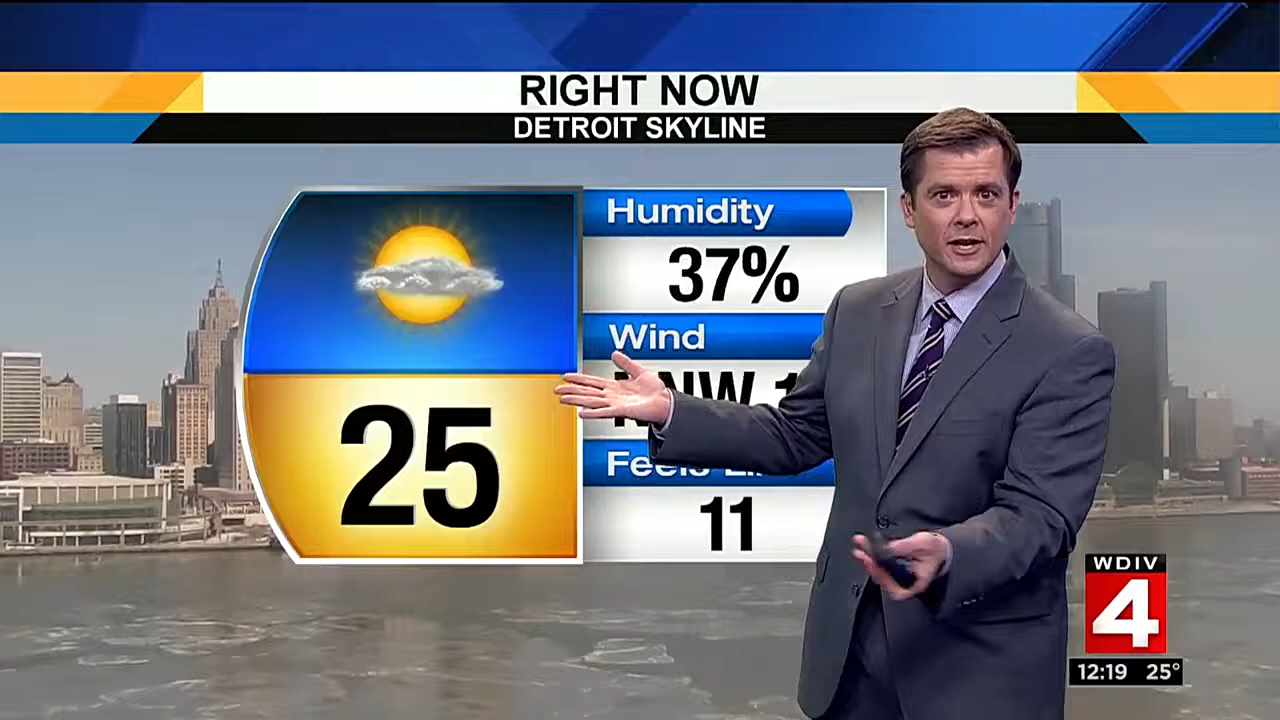 RIGHT NOW
DETROIT SKYLINE
Humidity
37%
Wind
25
11
WDIV
4
12:19 25°